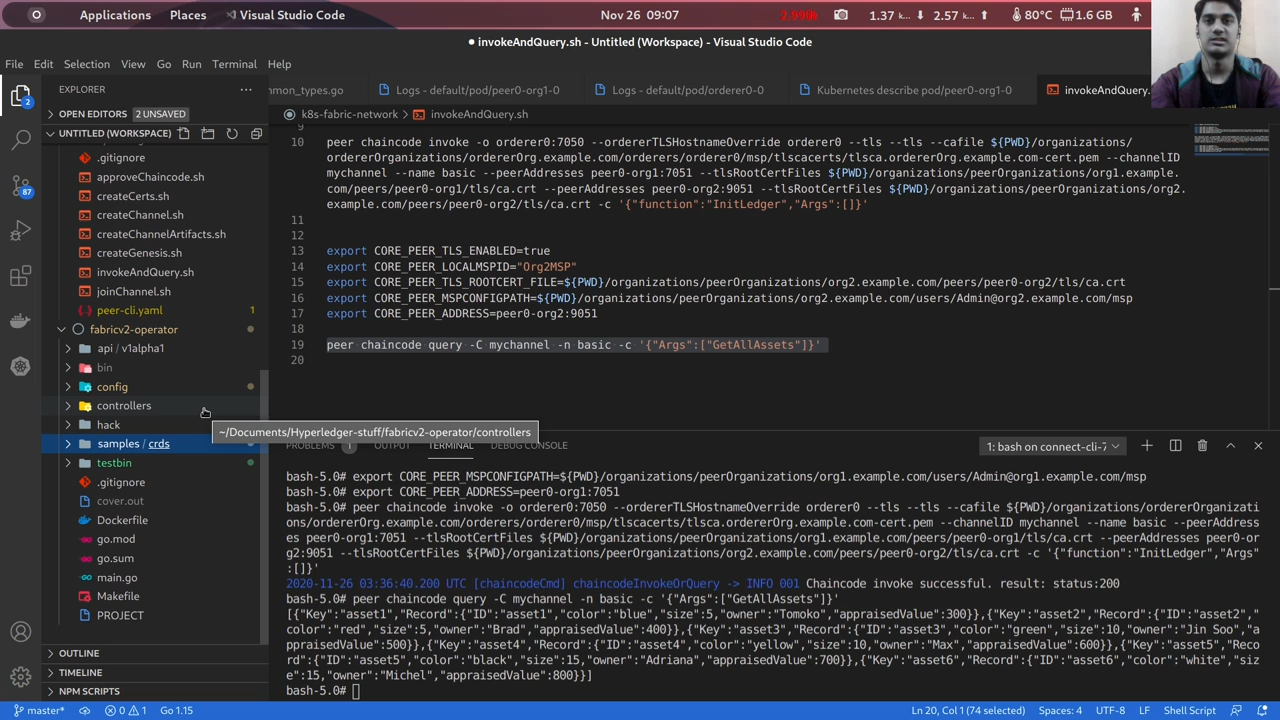 Applications Places Visual Studio Code Nov 26 09:07 2.99% 1.37 k... 2.57 k... 80°C 1.6 GB
invokeAndQuery.sh - Untitled (Workspace) - Visual Studio Code
File Edit Selection View Go Run Terminal Help
EXPLORER ...
mmon_types.go Logs - default/pod/peer0-org1-0 Logs - default/pod/orderer0-0 Kubernetes describe pod/peer0-org1-0 invokeAndQuery.
OPEN EDITORS 2 UNSAVED
UNTITLED (WORKSPACE)
.gitignore
approveChaincode.sh
createCerts.sh
createChannel.sh
createChannelArtifacts.sh
createGenesis.sh
invokeAndQuery.sh
joinChannel.sh
peer-cli.yaml 1
fabricv2-operator
api / v1alpha1
bin
config
controllers
hack
samples / crds
testbin
.gitignore
cover.out
Dockerfile
go.mod
go.sum
main.go
Makefile
PROJECT
OUTLINE
TIMELINE
NPM SCRIPTS
2
87
k8s-fabric-network > invokeAndQuery.sh
9
10 peer chaincode invoke -o orderer0:7050 --ordererTLSHostnameOverride orderer0 --tls --tls --cafile ${PWD}/organizations/
ordererOrganizations/ordererOrg.example.com/orderers/orderer0/msp/tlscacerts/tlsca.ordererOrg.example.com-cert.pem --channelID
mychannel --name basic --peerAddresses peer0-org1:7051 --tlsRootCertFiles ${PWD}/organizations/peerOrganizations/org1.example.
com/peers/peer0-org1/tls/ca.crt --peerAddresses peer0-org2:9051 --tlsRootCertFiles ${PWD}/organizations/peerOrganizations/org2.
example.com/peers/peer0-org2/tls/ca.crt -c '{"function":"InitLedger","Args":[]}'
11
12
13 export CORE_PEER_TLS_ENABLED=true
14 export CORE_PEER_LOCALMSPID="Org2MSP"
15 export CORE_PEER_TLS_ROOTCERT_FILE=${PWD}/organizations/peerOrganizations/org2.example.com/peers/peer0-org2/tls/ca.crt
16 export CORE_PEER_MSPCONFIGPATH=${PWD}/organizations/peerOrganizations/org2.example.com/users/Admin@org2.example.com/msp
17 export CORE_PEER_ADDRESS=peer0-org2:9051
18
19 peer chaincode query -C mychannel -n basic -c '{"Args":["GetAllAssets"]}'
20
~/Documents/Hyperledger-stuff/fabricv2-operator/controllers
PROBLEMS 1 OUTPUT TERMINAL DEBUG CONSOLE 1: bash on connect-cli-7
bash-5.0# export CORE_PEER_MSPCONFIGPATH=${PWD}/organizations/peerOrganizations/org1.example.com/users/Admin@org1.example.com/msp
bash-5.0# export CORE_PEER_ADDRESS=peer0-org1:7051
bash-5.0# peer chaincode invoke -o orderer0:7050 --ordererTLSHostnameOverride orderer0 --tls --tls --cafile ${PWD}/organizations/ordererOrganizati
ons/ordererOrg.example.com/orderers/orderer0/msp/tlscacerts/tlsca.ordererOrg.example.com-cert.pem --channelID mychannel --name basic --peerAddress
es peer0-org1:7051 --tlsRootCertFiles ${PWD}/organizations/peerOrganizations/org1.example.com/peers/peer0-org1/tls/ca.crt --peerAddresses peer0-or
g2:9051 --tlsRootCertFiles ${PWD}/organizations/peerOrganizations/org2.example.com/peers/peer0-org2/tls/ca.crt -c '{"function":"InitLedger","Args"
:[]}'
2020-11-26 03:36:40.200 UTC [chaincodeCmd] chaincodeInvokeOrQuery -> INFO 001 Chaincode invoke successful. result: status:200
bash-5.0# peer chaincode query -C mychannel -n basic -c '{"Args":["GetAllAssets"]}'
[{"Key":"asset1","Record":{"ID":"asset1","color":"blue","size":5,"owner":"Tomoko","appraisedValue":300}},{"Key":"asset2","Record":{"ID":"asset2","
color":"red","size":5,"owner":"Brad","appraisedValue":400}},{"Key":"asset3","Record":{"ID":"asset3","color":"green","size":10,"owner":"Jin Soo","a
ppraisedValue":500}},{"Key":"asset4","Record":{"ID":"asset4","color":"yellow","size":10,"owner":"Max","appraisedValue":600}},{"Key":"asset5","Reco
rd":{"ID":"asset5","color":"black","size":15,"owner":"Adriana","appraisedValue":700}},{"Key":"asset6","Record":{"ID":"asset6","color":"white","siz
e":15,"owner":"Michel","appraisedValue":800}}]
bash-5.0#
master* 0 1 Go 1.15 Ln 20, Col 1 (74 selected) Spaces: 4 UTF-8 LF Shell Script